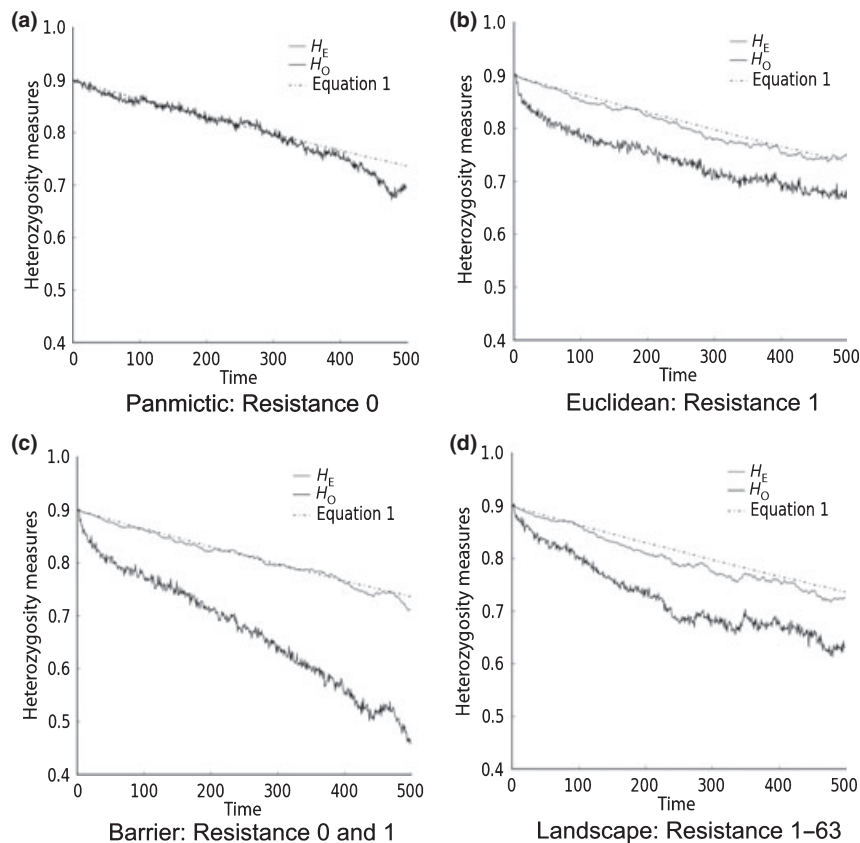 (a)
1.0
0.9
0.8
0.7
0.6
0.5
0.4
Heterozygosity measures
H_E
H_O
Equation 1
0 100 200 300 400 500
Time
Panmictic: Resistance 0
(b)
1.0
0.9
0.8
0.7
0.6
0.5
0.4
Heterozygosity measures
H_E
H_O
Equation 1
0 100 200 300 400 500
Time
Euclidean: Resistance 1
(c)
1.0
0.9
0.8
0.7
0.6
0.5
0.4
Heterozygosity measures
H_E
H_O
Equation 1
0 100 200 300 400 500
Time
Barrier: Resistance 0 and 1
(d)
1.0
0.9
0.8
0.7
0.6
0.5
0.4
Heterozygosity measures
H_E
H_O
Equation 1
0 100 200 300 400 500
Time
Landscape: Resistance 1–63